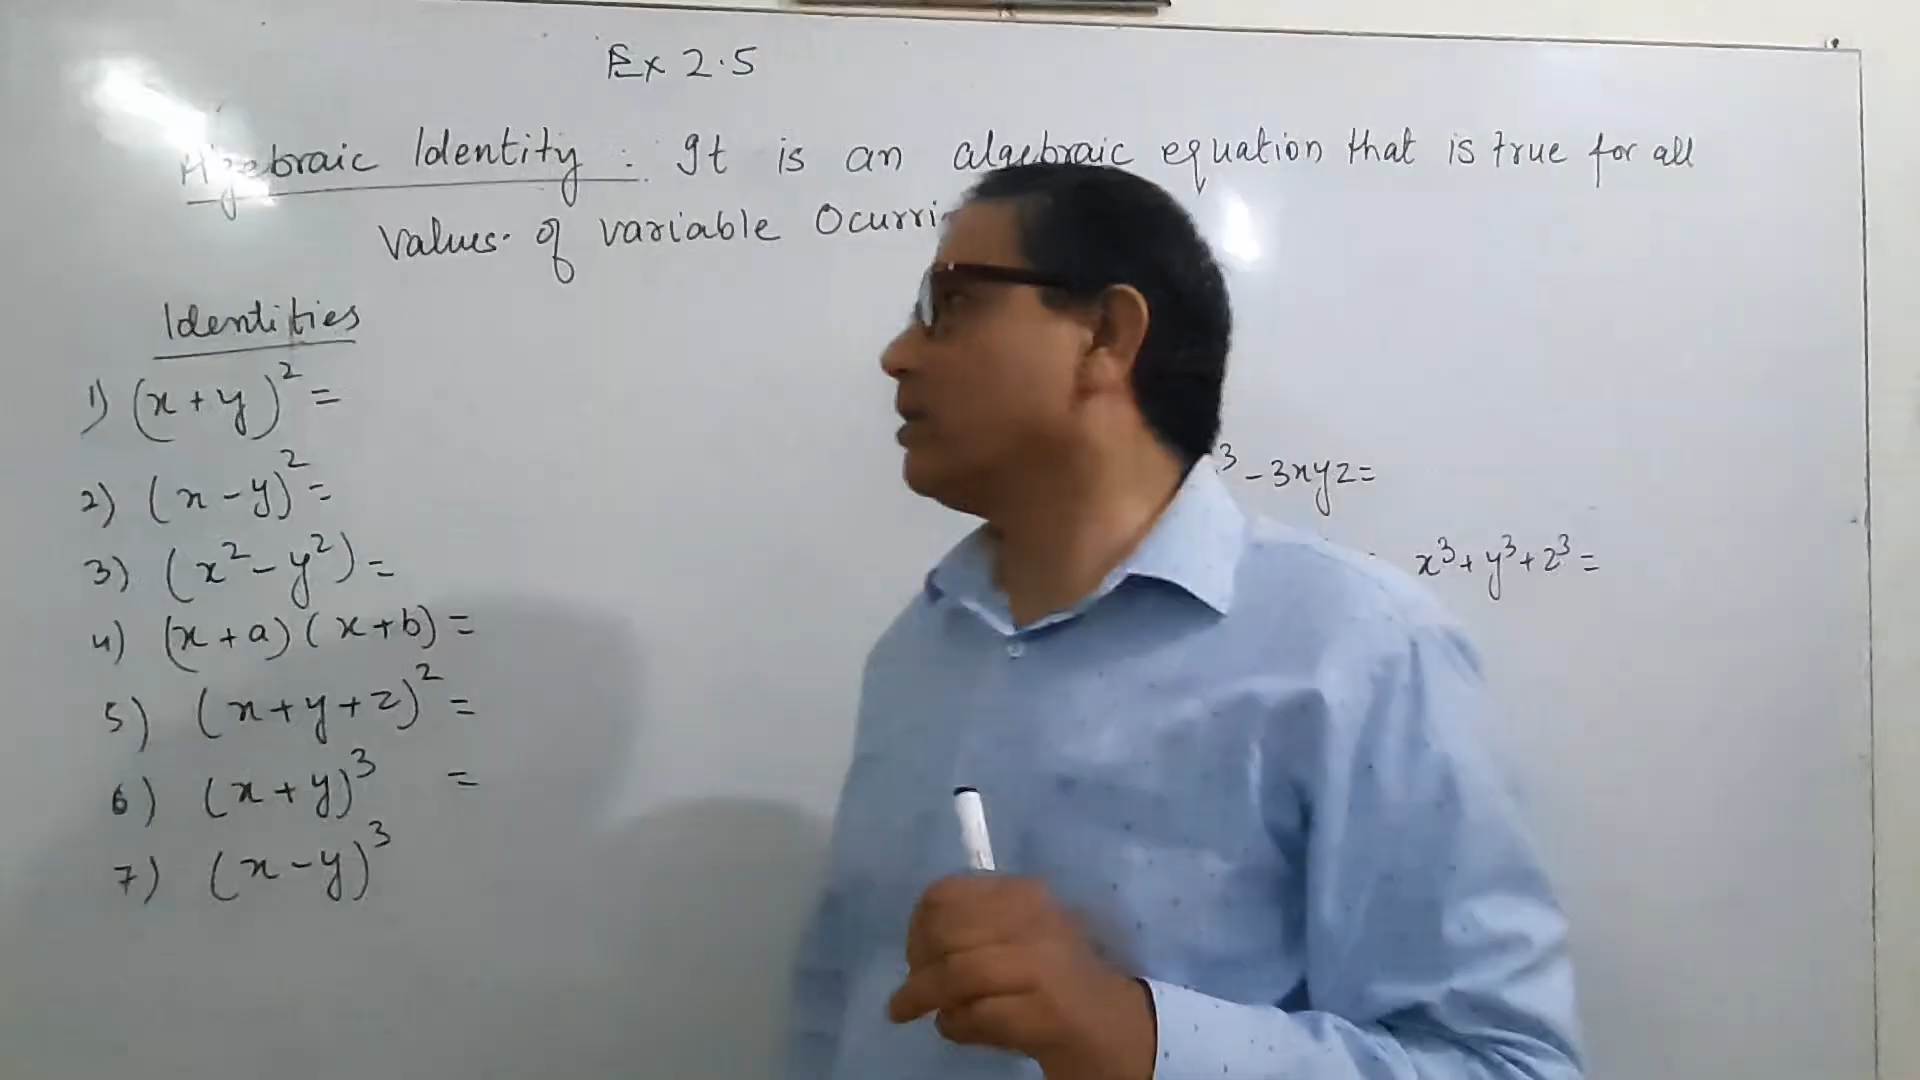 Ex 2.5
Algebraic Identity : It is an algebraic equation that is true for all
Values of variable Ocurri
Identities
1) (x+y)² =
2) (x-y)² =
3) (x²-y²) =
4) (x+a)(x+b) =
5) (x+y+z)² =
6) (x+y)³ =
7) (x-y)³
³ - 3xyz =
x³+y³+z³ =